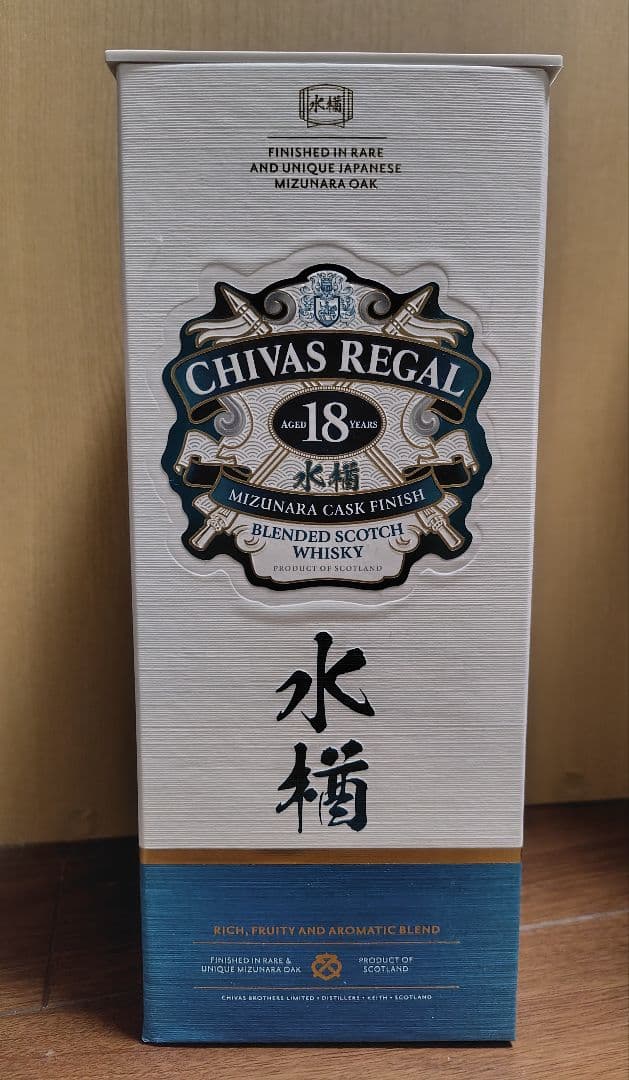 水楢
FINISHED IN RARE
AND UNIQUE JAPANESE
MIZUNARA OAK
CHIVAS REGAL
AGED 18 YEARS
水楢
MIZUNARA CASK FINISH
BLENDED SCOTCH
WHISKY
PRODUCT OF SCOTLAND
水
楢
RICH, FRUITY AND AROMATIC BLEND
FINISHED IN RARE &
UNIQUE MIZUNARA OAK
PRODUCT OF
SCOTLAND
CHIVAS BROTHERS LIMITED • DISTILLERS • KEITH • SCOTLAND